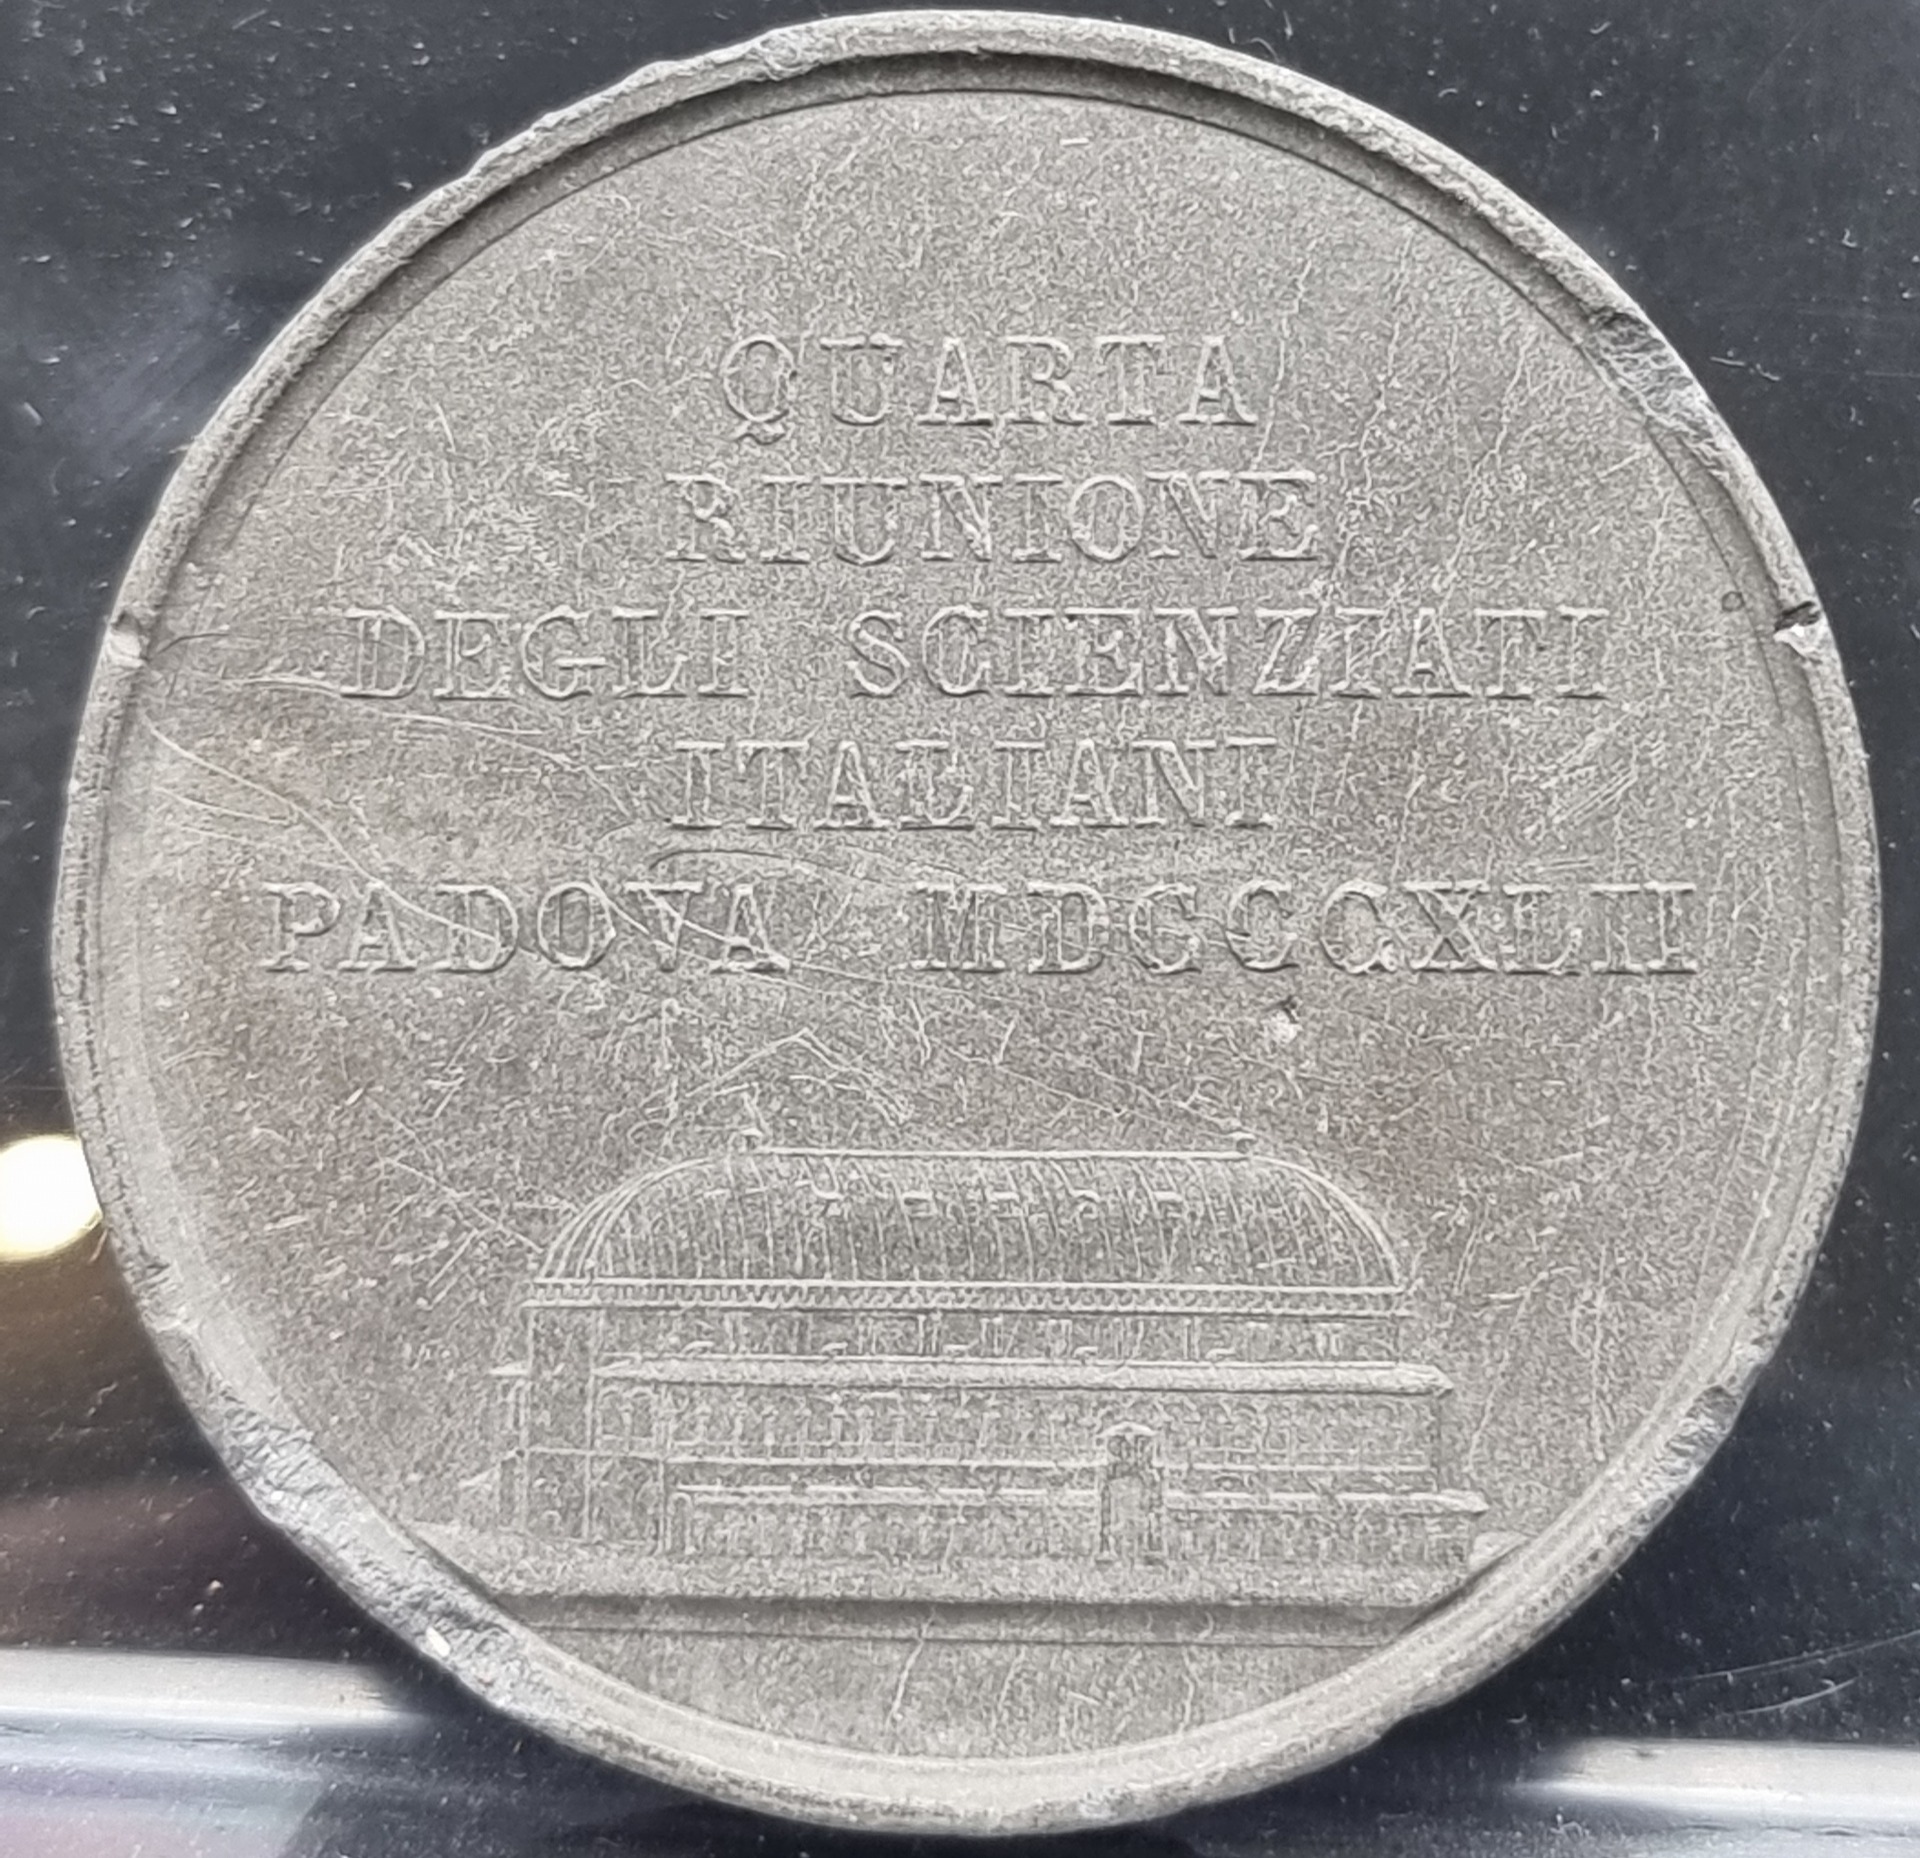 QUARTA
RIUNIONE
DEGLI SCIENZIATI
ITALIANI
PADOVA MDCCCXLII